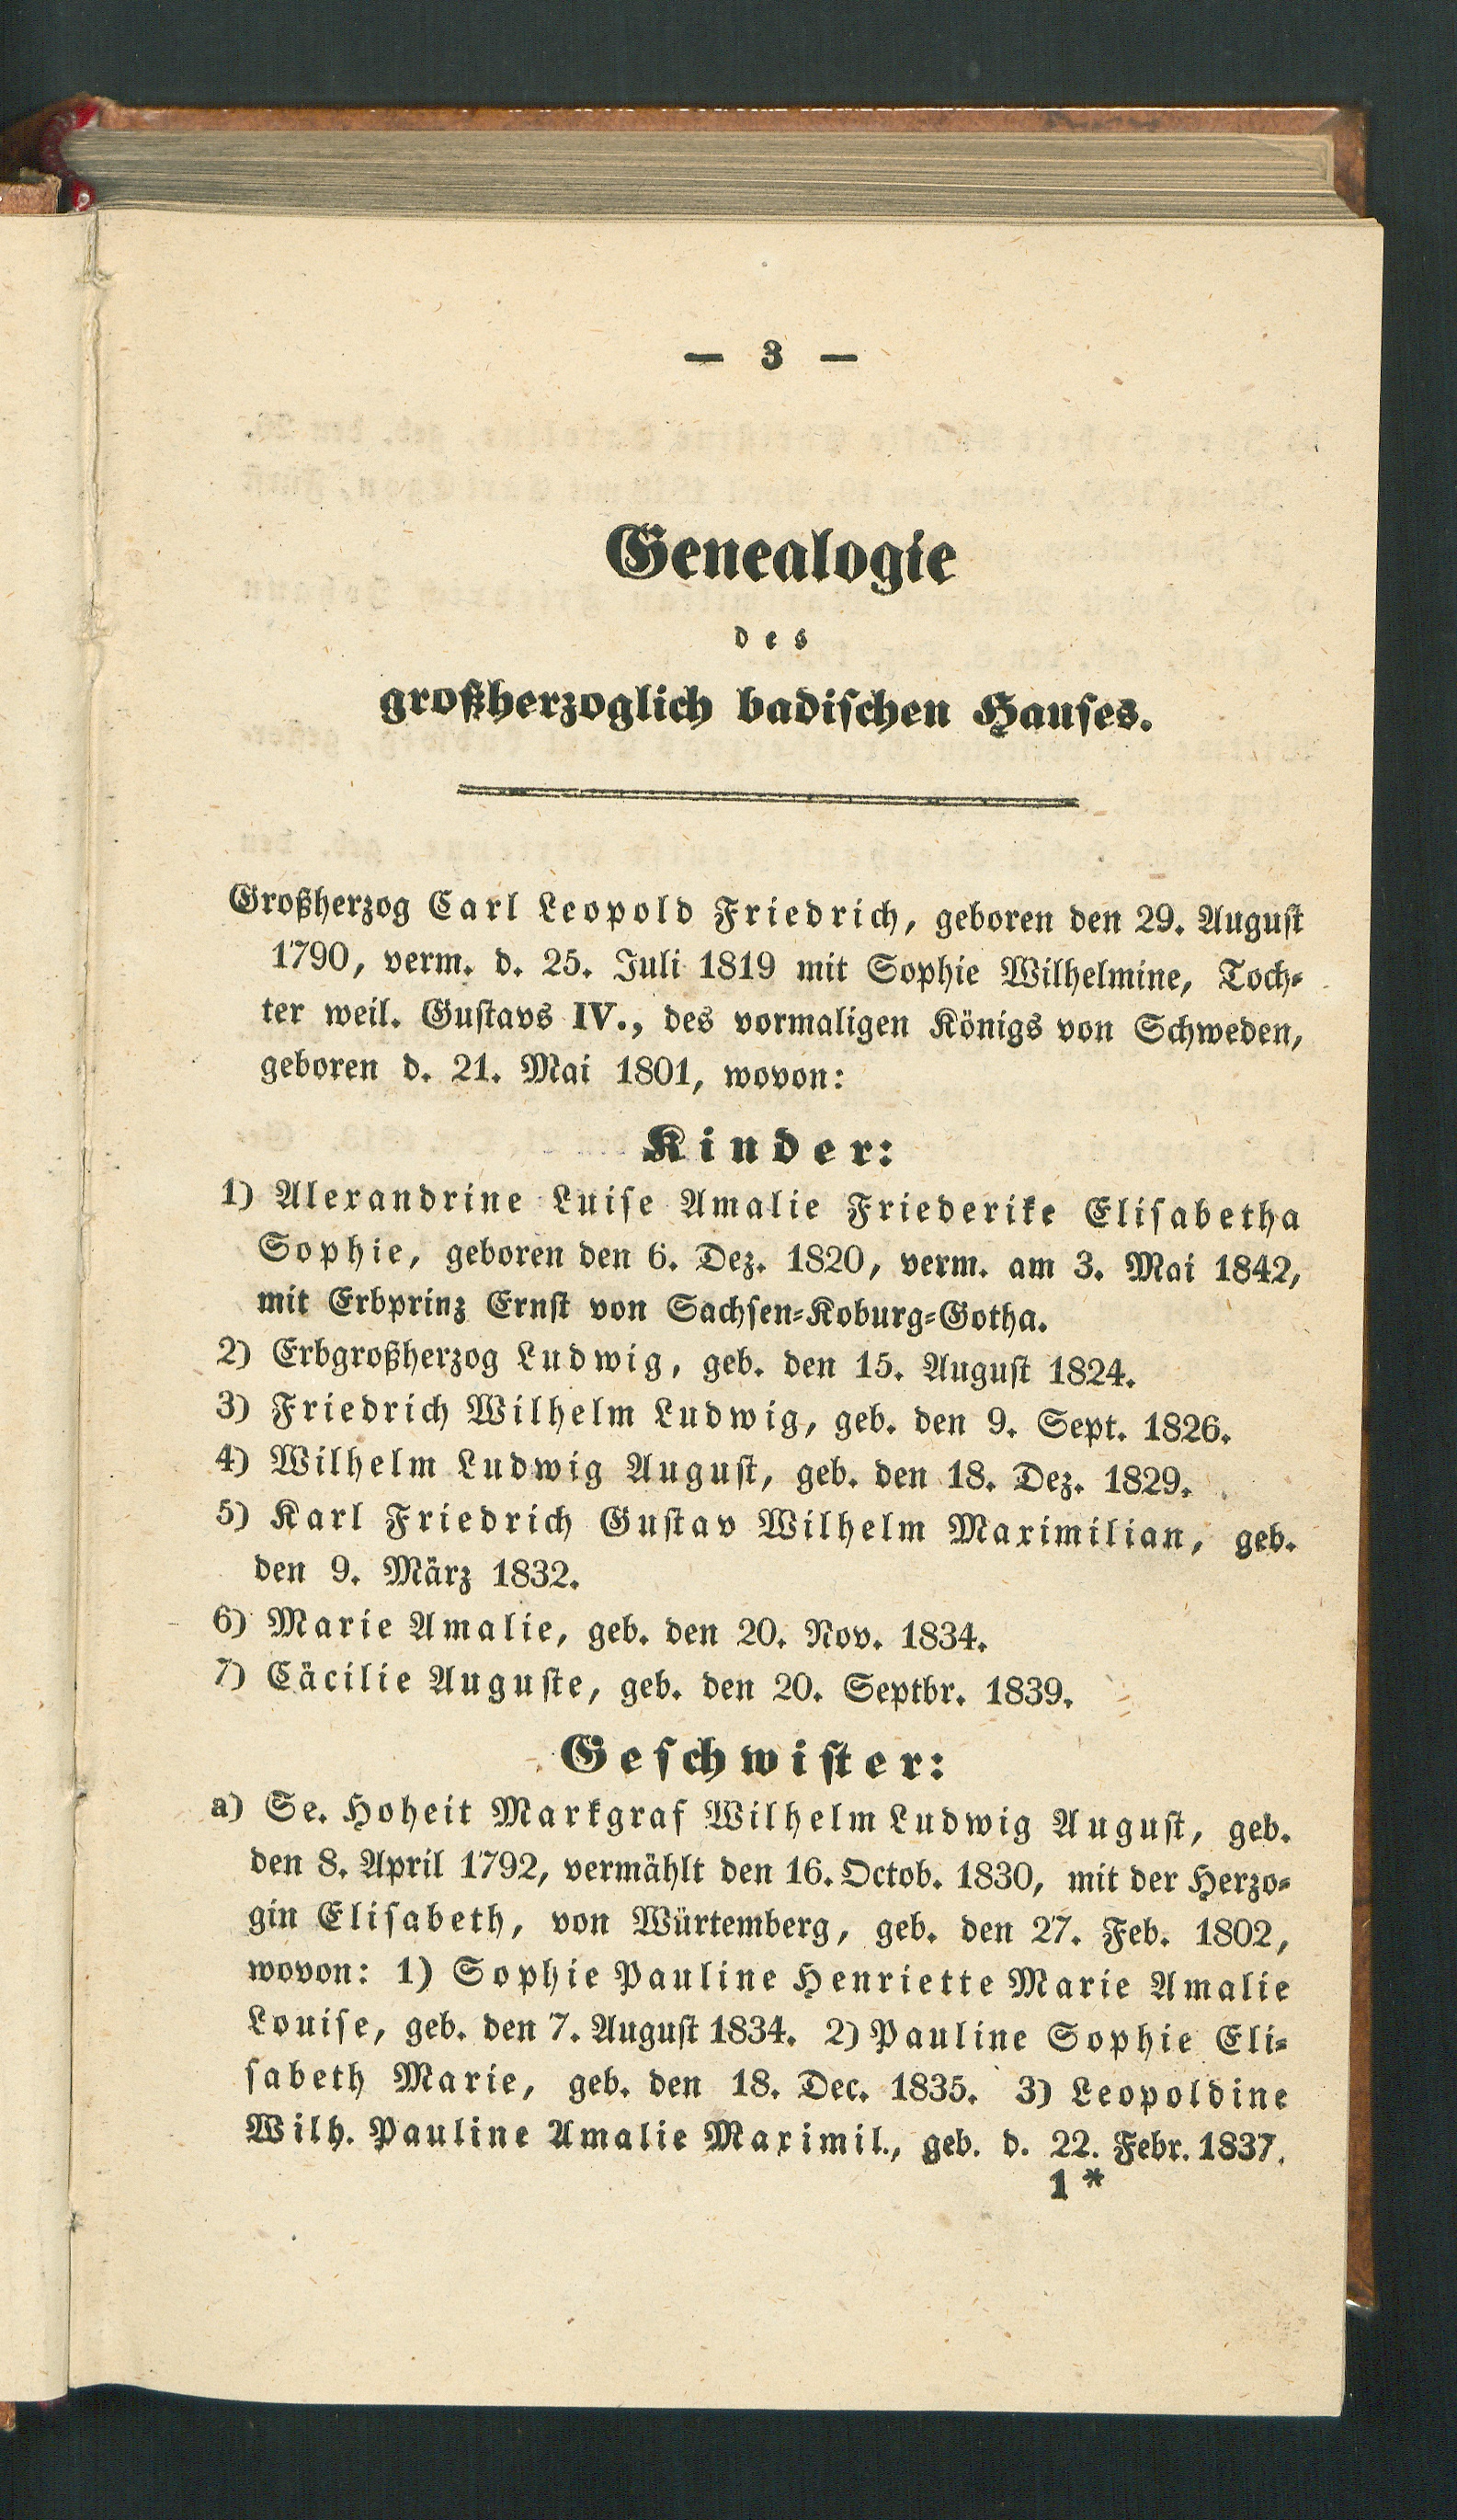 — 3 —
Genealogie
des
großherzoglich badischen Hauses.
Großherzog Carl Leopold Friedrich, geboren den 29. August
1790, verm. d. 25. Juli 1819 mit Sophie Wilhelmine, Toch-
ter weil. Gustavs IV., des vormaligen Königs von Schweden,
geboren d. 21. Mai 1801, wovon:
Kinder:
1) Alexandrine Luise Amalie Friederike Elisabetha
Sophie, geboren den 6. Dez. 1820, verm. am 3. Mai 1842,
mit Erbprinz Ernst von Sachsen-Koburg-Gotha.
2) Erbgroßherzog Ludwig, geb. den 15. August 1824.
3) Friedrich Wilhelm Ludwig, geb. den 9. Sept. 1826.
4) Wilhelm Ludwig August, geb. den 18. Dez. 1829.
5) Karl Friedrich Gustav Wilhelm Maximilian, geb.
den 9. März 1832.
6) Marie Amalie, geb. den 20. Nov. 1834.
7) Cäcilie Auguste, geb. den 20. Septbr. 1839.
Geschwister:
a) Se. Hoheit Markgraf Wilhelm Ludwig August, geb.
den 8. April 1792, vermählt den 16. Octob. 1830, mit der Herzo-
gin Elisabeth, von Würtemberg, geb. den 27. Feb. 1802,
wovon: 1) Sophie Pauline Henriette Marie Amalie
Louise, geb. den 7. August 1834. 2) Pauline Sophie Eli-
sabeth Marie, geb. den 18. Dec. 1835. 3) Leopoldine
Wilh. Pauline Amalie Maximil., geb. d. 22. Febr. 1837.
1 *